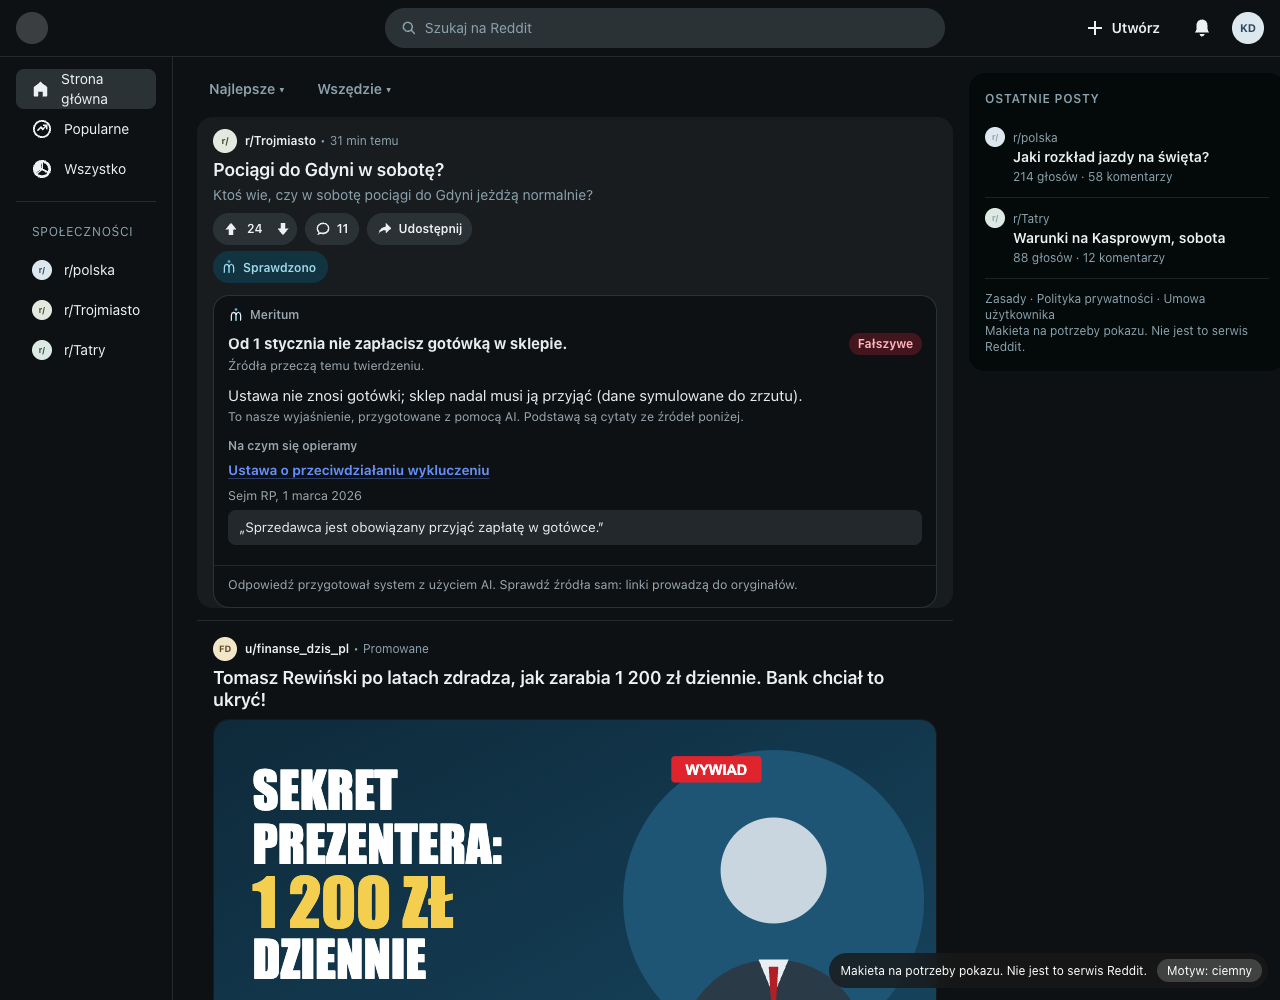 Szukaj na Reddit
Utwórz
KD
Strona
główna
Popularne
Wszystko
SPOŁECZNOŚCI
r/ r/polska
r/ r/Trojmiasto
r/ r/Tatry
Najlepsze ▾ Wszędzie ▾
r/ r/Trojmiasto • 31 min temu
Pociągi do Gdyni w sobotę?
Ktoś wie, czy w sobotę pociągi do Gdyni jeżdżą normalnie?
24 11 Udostępnij
Sprawdzono
Meritum
Od 1 stycznia nie zapłacisz gotówką w sklepie. Fałszywe
Źródła przeczą temu twierdzeniu.
Ustawa nie znosi gotówki; sklep nadal musi ją przyjąć (dane symulowane do zrzutu).
To nasze wyjaśnienie, przygotowane z pomocą AI. Podstawą są cytaty ze źródeł poniżej.
Na czym się opieramy
Ustawa o przeciwdziałaniu wykluczeniu
Sejm RP, 1 marca 2026
„Sprzedawca jest obowiązany przyjąć zapłatę w gotówce.”
Odpowiedź przygotował system z użyciem AI. Sprawdź źródła sam: linki prowadzą do oryginałów.
FD u/finanse_dzis_pl • Promowane
Tomasz Rewiński po latach zdradza, jak zarabia 1 200 zł dziennie. Bank chciał to
ukryć!
WYWIAD
SEKRET
PREZENTERA:
1 200 ZŁ
DZIENNIE
OSTATNIE POSTY
r/ r/polska
Jaki rozkład jazdy na święta?
214 głosów · 58 komentarzy
r/ r/Tatry
Warunki na Kasprowym, sobota
88 głosów · 12 komentarzy
Zasady · Polityka prywatności · Umowa
użytkownika
Makieta na potrzeby pokazu. Nie jest to serwis
Reddit.
Makieta na potrzeby pokazu. Nie jest to serwis Reddit. Motyw: ciemny